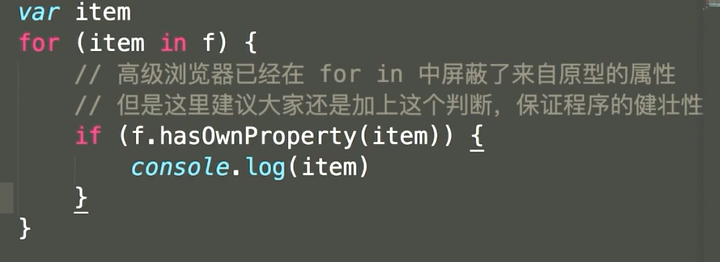 var item
for (item in f) {
// 高级浏览器已经在 for in 中屏蔽了来自原型的属性
// 但是这里建议大家还是加上这个判断，保证程序的健壮性
if (f.hasOwnProperty(item)) {
console.log(item)
}
}